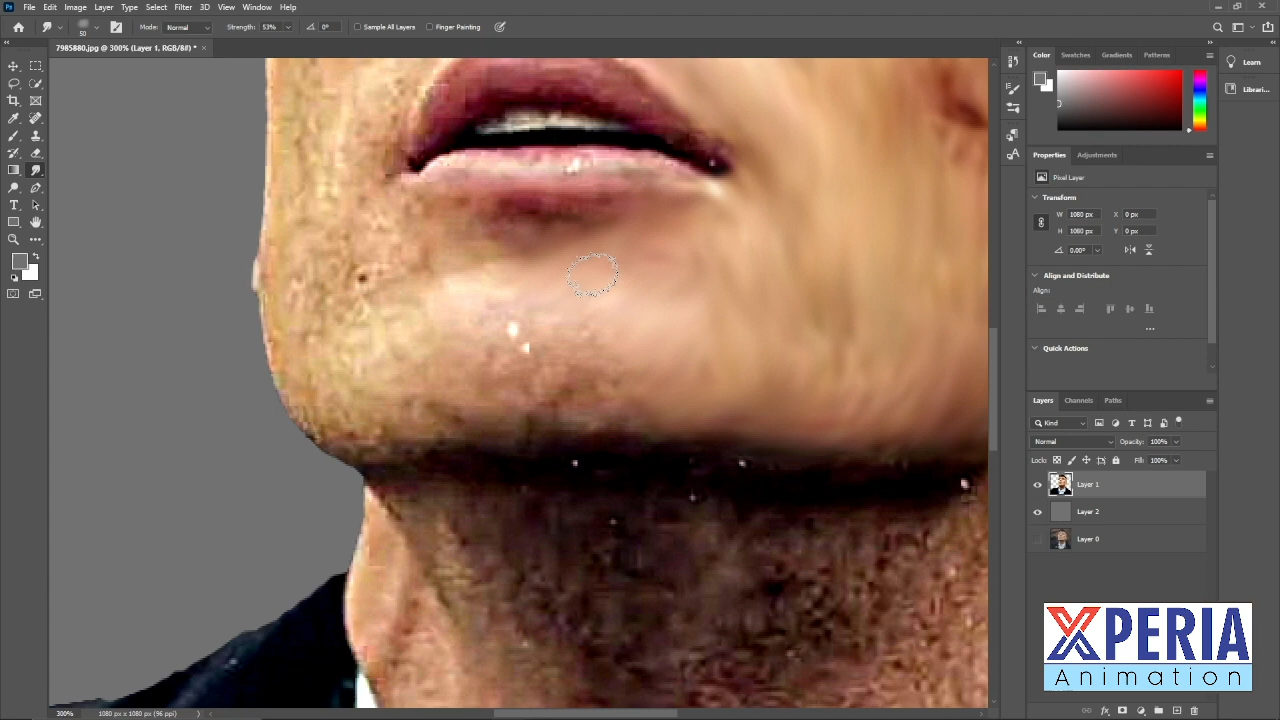 File Edit Image Layer Type Select Filter 3D View Window Help
50 Mode: Normal Strength: 53% 0° Sample All Layers Finger Painting
7985880.jpg @ 300% (Layer 1, RGB/8#) * ×
Color Swatches Gradients Patterns
Learn
Librari...
Properties Adjustments
Pixel Layer
Transform
W 1080 px X 0 px
H 1080 px Y 0 px
0.00°
Align and Distribute
Align:
Quick Actions
Layers Channels Paths
Kind
Normal Opacity: 100%
Lock: Fill: 100%
Layer 1
Layer 2
Layer 0
XPERIA
Animation
300% 1080 px x 1080 px (96 ppi)